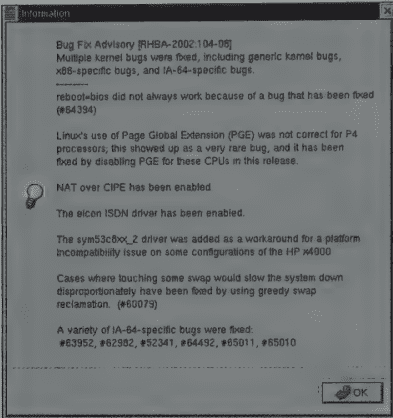 Information
Bug Fix Advisory [RHBA-2002:104-08]
Multiple kernel bugs were fixed, including generic kernel bugs,
x86-specific bugs, and IA-64-specific bugs.
--------
reboot=bios did not always work because of a bug that has been fixed
(#64394)
Linux's use of Page Global Extension (PGE) was not correct for P4
processors; this showed up as a very rare bug, and it has been
fixed by disabling PGE for these CPUs in this release.
NAT over CIPE has been enabled
The eicon ISDN driver has been enabled.
The sym53c8xx_2 driver was added as a workaround for a platform
incompatibility issue on some configurations of the HP x4000
Cases where touching some swap would slow the system down
disproportionately have been fixed by using greedy swap
reclamation. (#60079)
A variety of IA-64-specific bugs were fixed:
#63952, #62982, #52341, #64492, #65011, #65010
OK